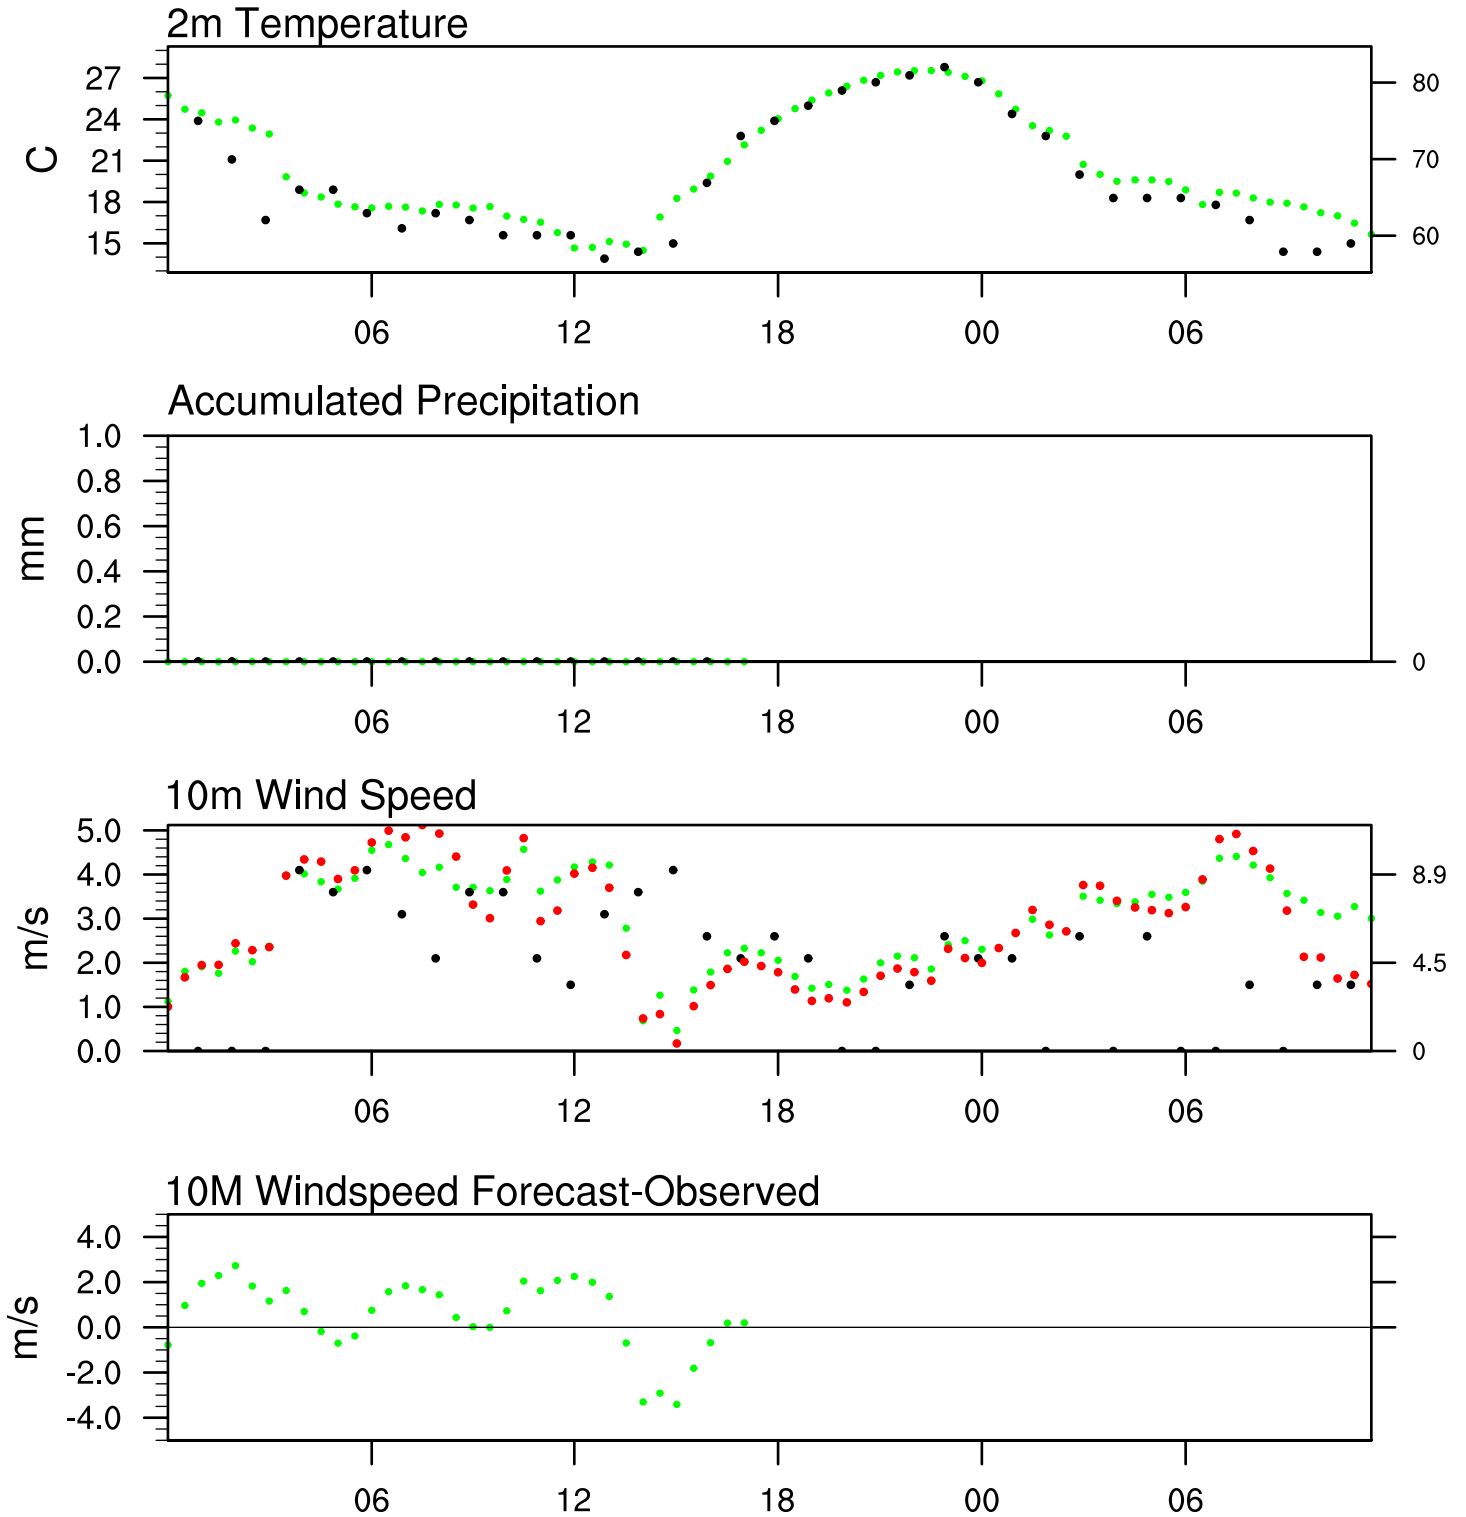 2m Temperature
27
24
21
18
15
C
80
70
60
06 12 18 00 06
Accumulated Precipitation
1.0
0.8
0.6
0.4
0.2
0.0
mm
0
06 12 18 00 06
10m Wind Speed
5.0
4.0
3.0
2.0
1.0
0.0
m/s
8.9
4.5
0
06 12 18 00 06
10M Windspeed Forecast-Observed
4.0
2.0
0.0
-2.0
-4.0
m/s
06 12 18 00 06